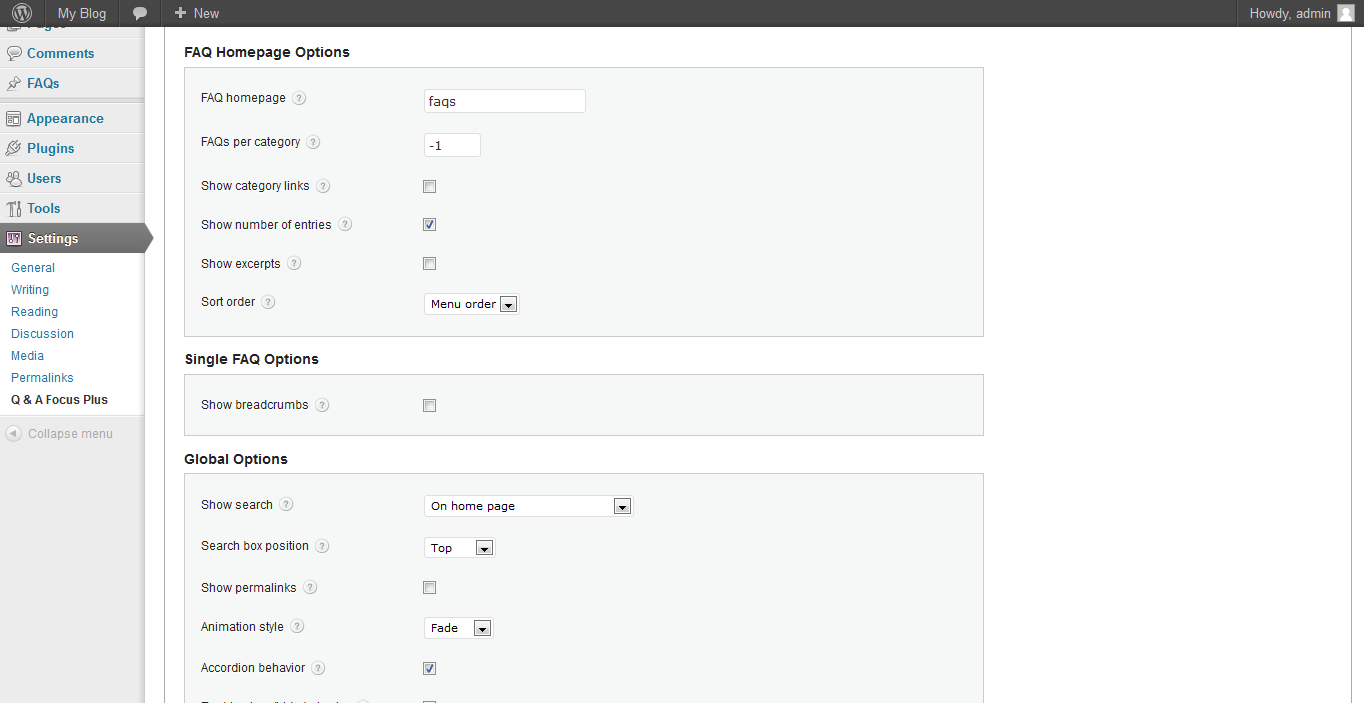 My Blog
New
Howdy, admin
Comments
FAQs
Appearance
Plugins
Users
Tools
Settings
General
Writing
Reading
Discussion
Media
Permalinks
Q & A Focus Plus
Collapse menu
FAQ Homepage Options
FAQ homepage ? faqs
FAQs per category ? -1
Show category links ?
Show number of entries ?
Show excerpts ?
Sort order ? Menu order
Single FAQ Options
Show breadcrumbs ?
Global Options
Show search ? On home page
Search box position ? Top
Show permalinks ?
Animation style ? Fade
Accordion behavior ?